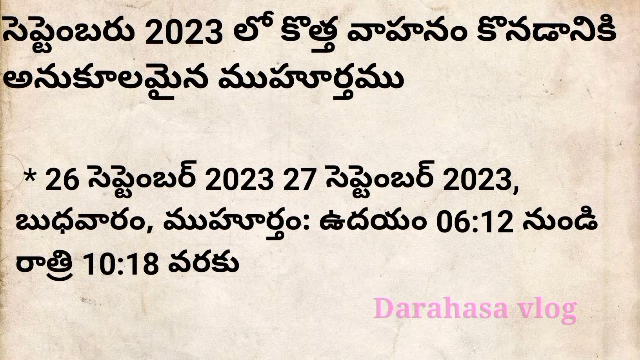 సెప్టెంబరు 2023 లో కొత్త వాహనం కొనడానికి
అనుకూలమైన ముహూర్తము
* 26 సెప్టెంబర్ 2023 27 సెప్టెంబర్ 2023,
బుధవారం, ముహూర్తం: ఉదయం 06:12 నుండి
రాత్రి 10:18 వరకు
Darahasa vlog